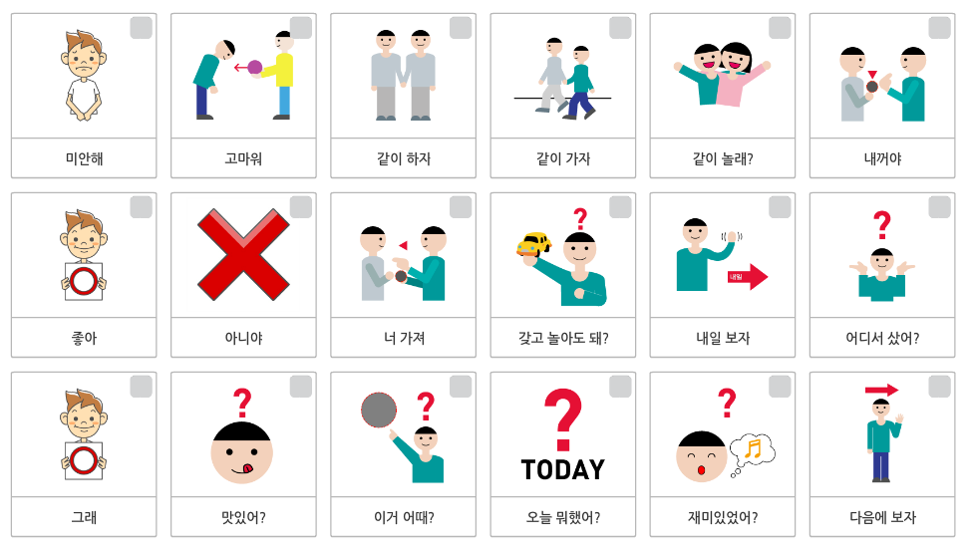 미안해
고마워
같이 하자
같이 가자
같이 놀래?
내꺼야
좋아
아니야
너 가져
?
갖고 놀아도 돼?
내일
내일 보자
?
어디서 샀어?
그래
?
맛있어?
?
이거 어때?
?
TODAY
오늘 뭐했어?
?
재미있었어?
다음에 보자